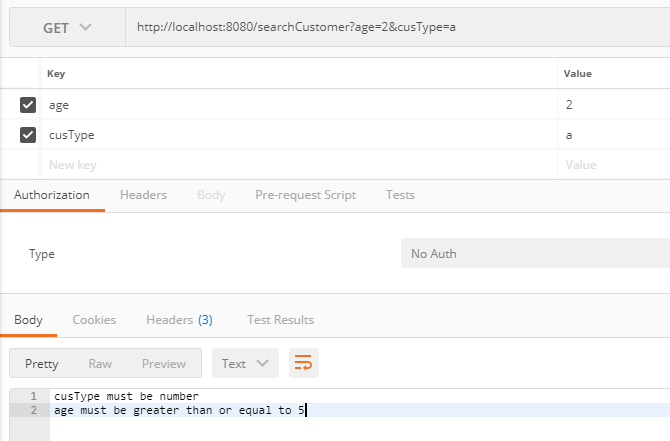 GET http://localhost:8080/searchCustomer?age=2&cusType=a
Key Value
age 2
cusType a
New key Value
Authorization Headers Body Pre-request Script Tests
Type No Auth
Body Cookies Headers (3) Test Results
Pretty Raw Preview Text
1 cusType must be number
2 age must be greater than or equal to 5